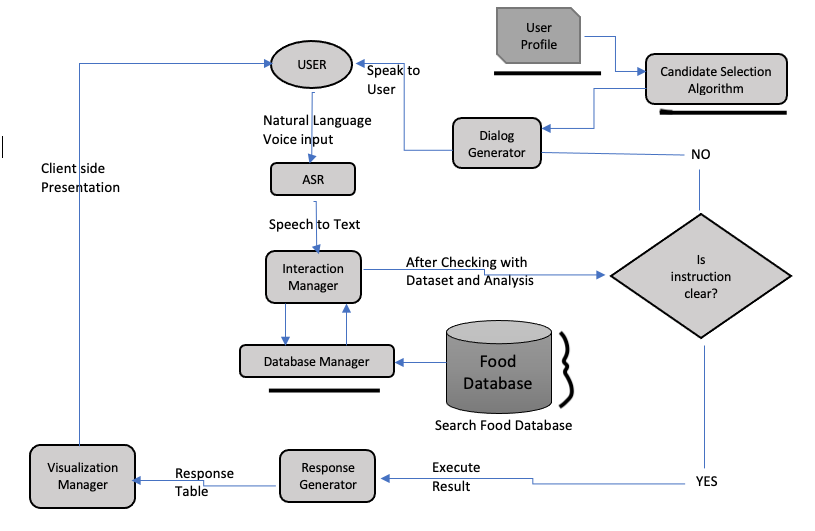 User
Profile
USER
Speak to
User
Candidate Selection
Algorithm
Natural Language
Voice input
Dialog
Generator
NO
Client side
Presentation
ASR
Speech to Text
Interaction
Manager
After Checking with
Dataset and Analysis
Is
instruction
clear?
Database Manager
Food
Database
Search Food Database
Visualization
Manager
Response
Table
Response
Generator
Execute
Result
YES